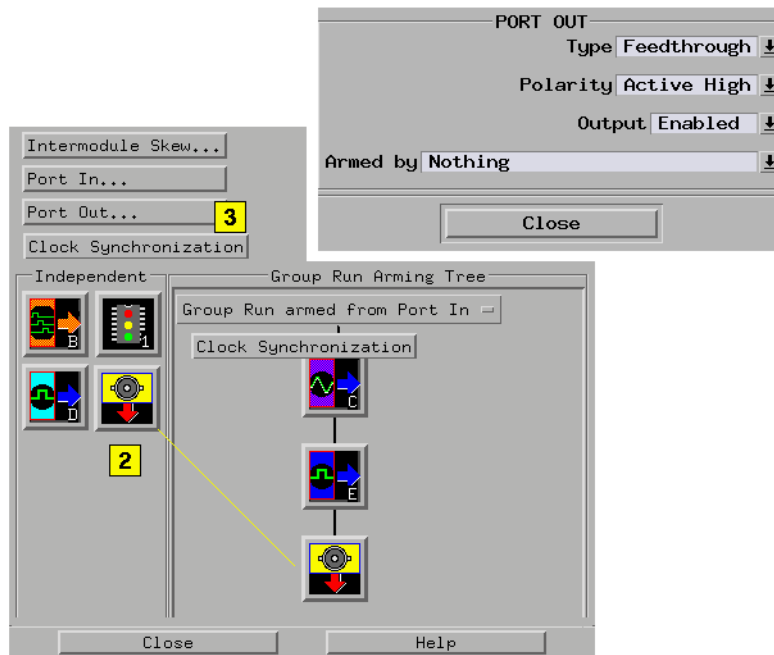 PORT OUT
Type Feedthrough
Polarity Active High
Output Enabled
Armed by Nothing
Close
Intermodule Skew...
Port In...
Port Out...
3
Clock Synchronization
Independent
Group Run Arming Tree
Group Run armed from Port In
Clock Synchronization
B
1
C
D
2
E
Close
Help